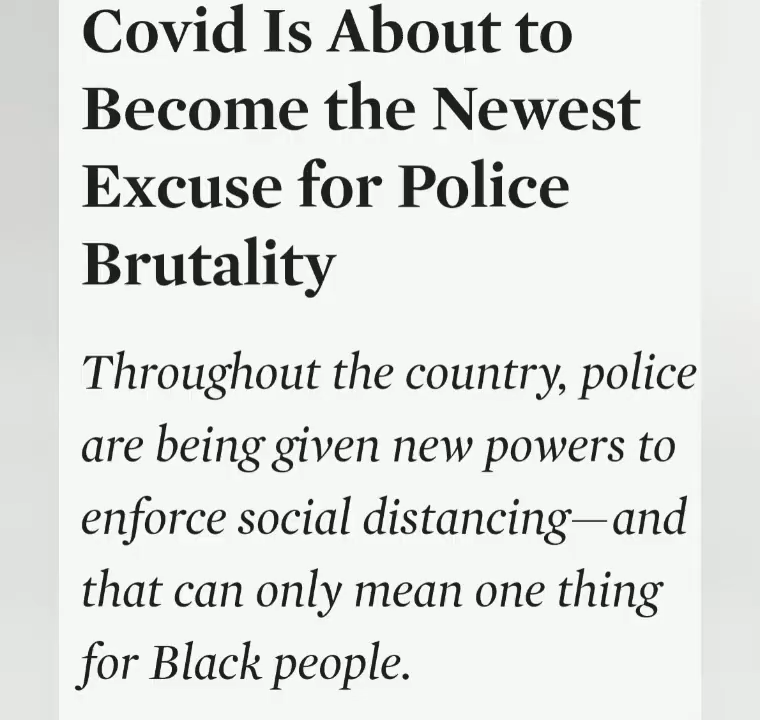 Covid Is About to
Become the Newest
Excuse for Police
Brutality
Throughout the country, police
are being given new powers to
enforce social distancing—and
that can only mean one thing
for Black people.